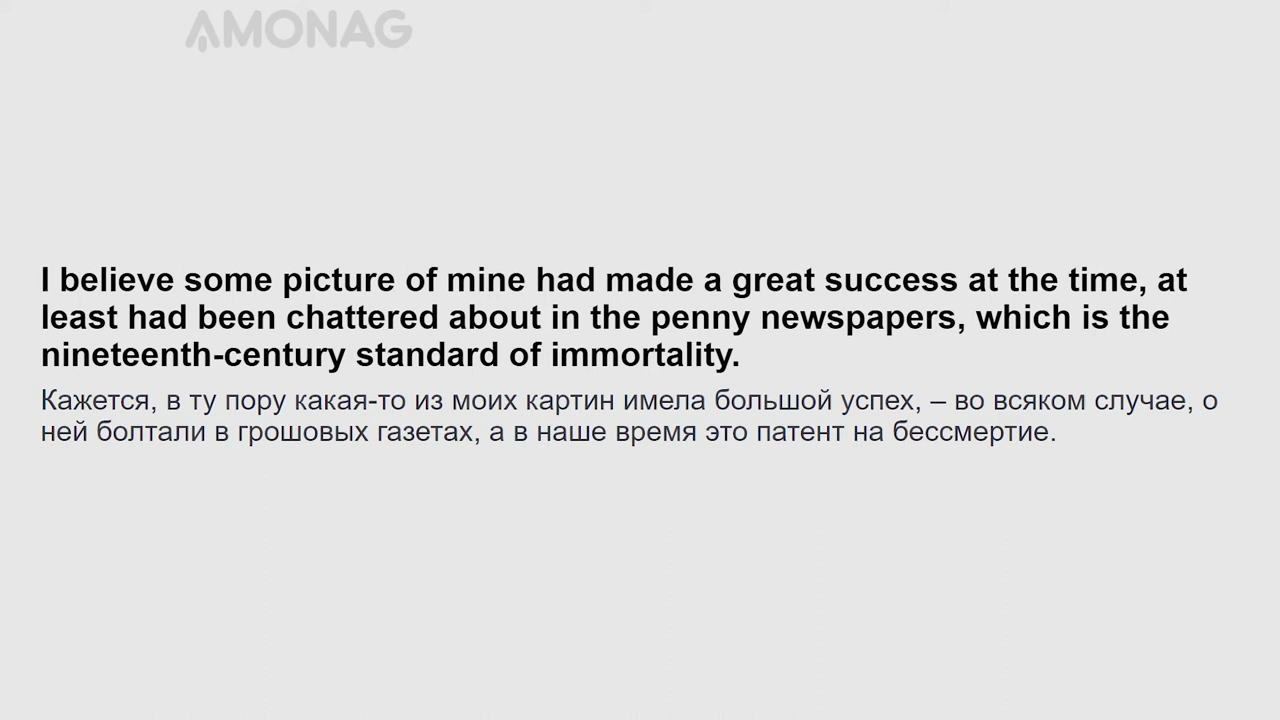 AMONAG
I believe some picture of mine had made a great success at the time, at
least had been chattered about in the penny newspapers, which is the
nineteenth-century standard of immortality.
Кажется, в ту пору какая-то из моих картин имела большой успех, – во всяком случае, о
ней болтали в грошовых газетах, а в наше время это патент на бессмертие.